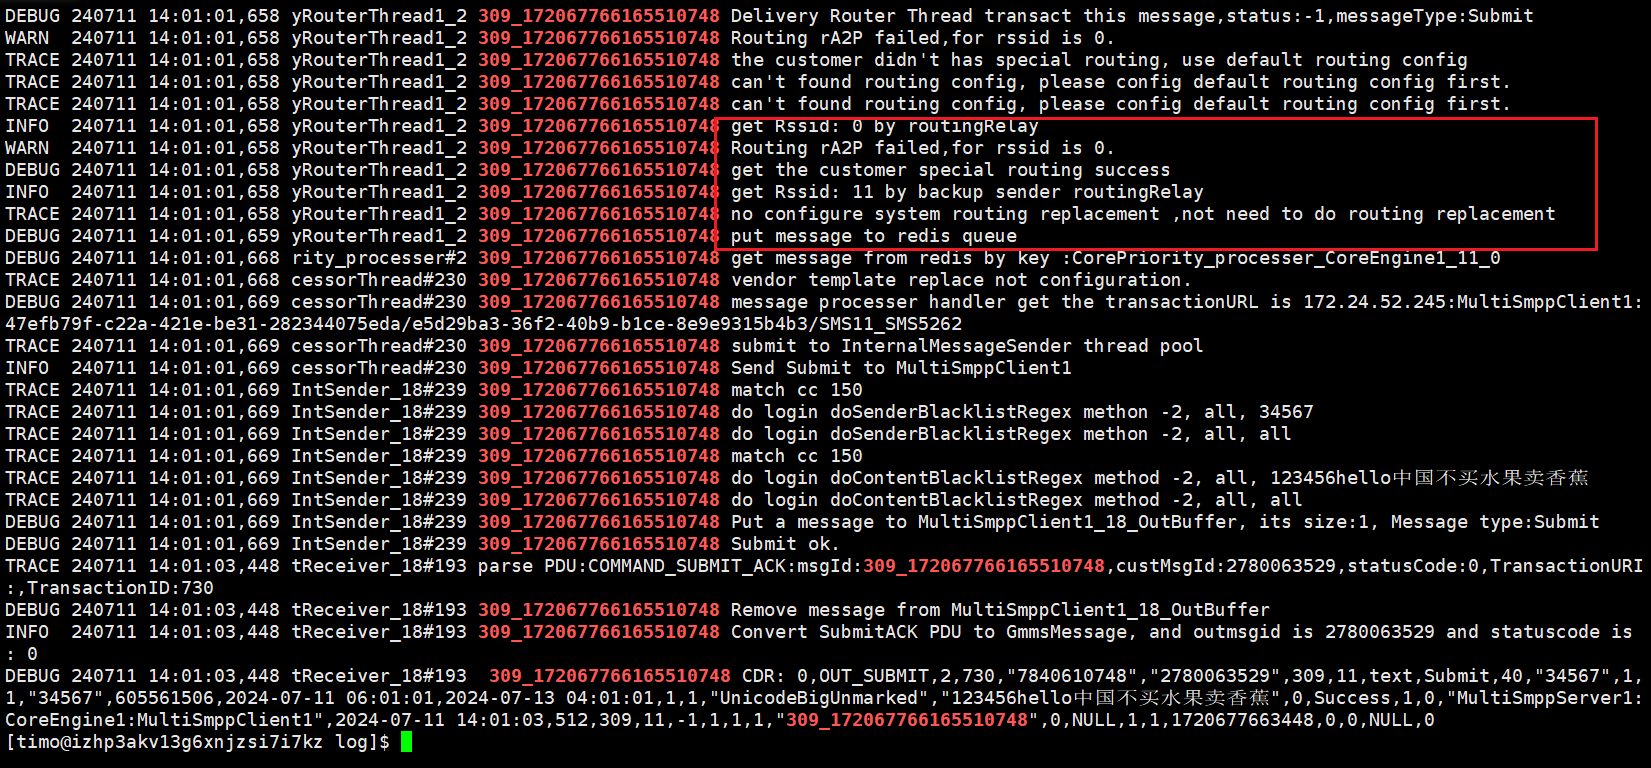 DEBUG 240711 14:01:01,658 yRouterThread1_2 309_172067766165510748 Delivery Router Thread transact this message,status:-1,messageType:Submit
WARN  240711 14:01:01,658 yRouterThread1_2 309_172067766165510748 Routing rA2P failed,for rssid is 0.
TRACE 240711 14:01:01,658 yRouterThread1_2 309_172067766165510748 the customer didn't has special routing, use default routing config
TRACE 240711 14:01:01,658 yRouterThread1_2 309_172067766165510748 can't found routing config, please config default routing config first.
TRACE 240711 14:01:01,658 yRouterThread1_2 309_172067766165510748 can't found routing config, please config default routing config first.
INFO  240711 14:01:01,658 yRouterThread1_2 309_172067766165510748 get Rssid: 0 by routingRelay
WARN  240711 14:01:01,658 yRouterThread1_2 309_172067766165510748 Routing rA2P failed,for rssid is 0.
DEBUG 240711 14:01:01,658 yRouterThread1_2 309_172067766165510748 get the customer special routing success
INFO  240711 14:01:01,658 yRouterThread1_2 309_172067766165510748 get Rssid: 11 by backup sender routingRelay
TRACE 240711 14:01:01,658 yRouterThread1_2 309_172067766165510748 no configure system routing replacement ,not need to do routing replacement
DEBUG 240711 14:01:01,659 yRouterThread1_2 309_172067766165510748 put message to redis queue
DEBUG 240711 14:01:01,668 rity_processer#2 309_172067766165510748 get message from redis by key :CorePriority_processer_CoreEngine1_11_0
TRACE 240711 14:01:01,668 cessorThread#230 309_172067766165510748 vendor template replace not configuration.
DEBUG 240711 14:01:01,669 cessorThread#230 309_172067766165510748 message processer handler get the transactionURL is 172.24.52.245:MultiSmppClient1:
47efb79f-c22a-421e-be31-282344075eda/e5d29ba3-36f2-40b9-b1ce-8e9e9315b4b3/SMS11_SMS5262
TRACE 240711 14:01:01,669 cessorThread#230 309_172067766165510748 submit to InternalMessageSender thread pool
INFO  240711 14:01:01,669 cessorThread#230 309_172067766165510748 Send Submit to MultiSmppClient1
TRACE 240711 14:01:01,669 IntSender_18#239 309_172067766165510748 match cc 150
TRACE 240711 14:01:01,669 IntSender_18#239 309_172067766165510748 do login doSenderBlacklistRegex methon -2, all, 34567
TRACE 240711 14:01:01,669 IntSender_18#239 309_172067766165510748 do login doSenderBlacklistRegex methon -2, all, all
TRACE 240711 14:01:01,669 IntSender_18#239 309_172067766165510748 match cc 150
TRACE 240711 14:01:01,669 IntSender_18#239 309_172067766165510748 do login doContentBlacklistRegex method -2, all, 123456hello中国不买水果卖香蕉
TRACE 240711 14:01:01,669 IntSender_18#239 309_172067766165510748 do login doContentBlacklistRegex method -2, all, all
DEBUG 240711 14:01:01,669 IntSender_18#239 309_172067766165510748 Put a message to MultiSmppClient1_18_OutBuffer, its size:1, Message type:Submit
DEBUG 240711 14:01:01,669 IntSender_18#239 309_172067766165510748 Submit ok.
TRACE 240711 14:01:03,448 tReceiver_18#193 parse PDU:COMMAND_SUBMIT_ACK:msgId:309_172067766165510748,custMsgId:2780063529,statusCode:0,TransactionURI
:,TransactionID:730
DEBUG 240711 14:01:03,448 tReceiver_18#193 309_172067766165510748 Remove message from MultiSmppClient1_18_OutBuffer
INFO  240711 14:01:03,448 tReceiver_18#193 309_172067766165510748 Convert SubmitACK PDU to GmmsMessage, and outmsgid is 2780063529 and statuscode is
: 0
DEBUG 240711 14:01:03,448 tReceiver_18#193  309_172067766165510748 CDR: 0,OUT_SUBMIT,2,730,"7840610748","2780063529",309,11,text,Submit,40,"34567",1,
1,"34567",605561506,2024-07-11 06:01:01,2024-07-13 04:01:01,1,1,"UnicodeBigUnmarked","123456hello中国不买水果卖香蕉",0,Success,1,0,"MultiSmppServer1:
CoreEngine1:MultiSmppClient1",2024-07-11 14:01:03,512,309,11,-1,1,1,1,"309_172067766165510748",0,NULL,1,1,1720677663448,0,0,NULL,0
[timo@izhp3akv13g6xnjzsi7i7kz log]$